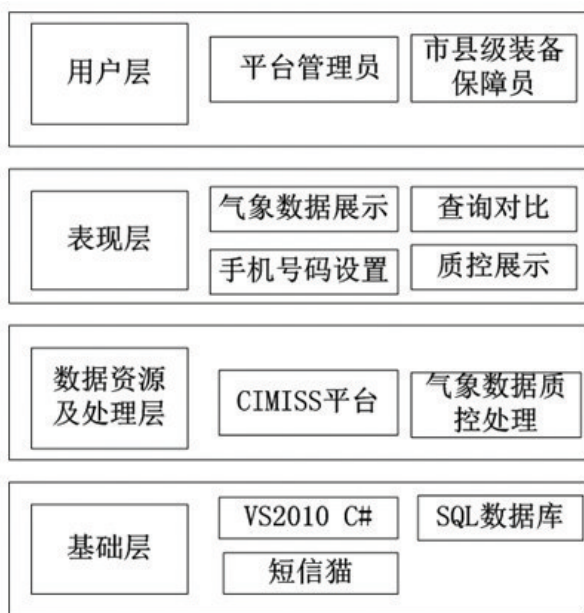 用户层
平台管理员
市县级装备
保障员
表现层
气象数据展示
查询对比
手机号码设置
质控展示
数据资源
及处理层
CIMISS平台
气象数据质
控处理
基础层
VS2010 C#
SQL数据库
短信猫